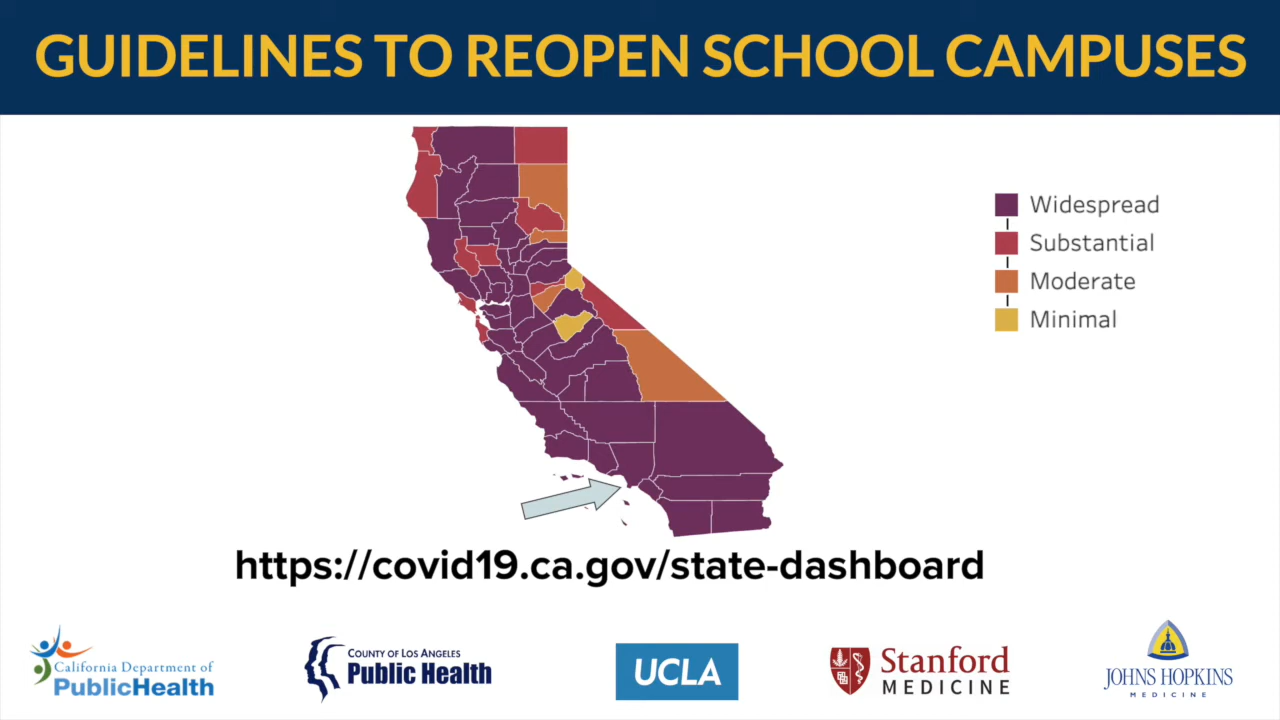 GUIDELINES TO REOPEN SCHOOL CAMPUSES
Widespread
Substantial
Moderate
Minimal
https://covid19.ca.gov/state-dashboard
California Department of
PublicHealth
COUNTY OF LOS ANGELES
Public Health
UCLA
Stanford
MEDICINE
JOHNS HOPKINS
MEDICINE